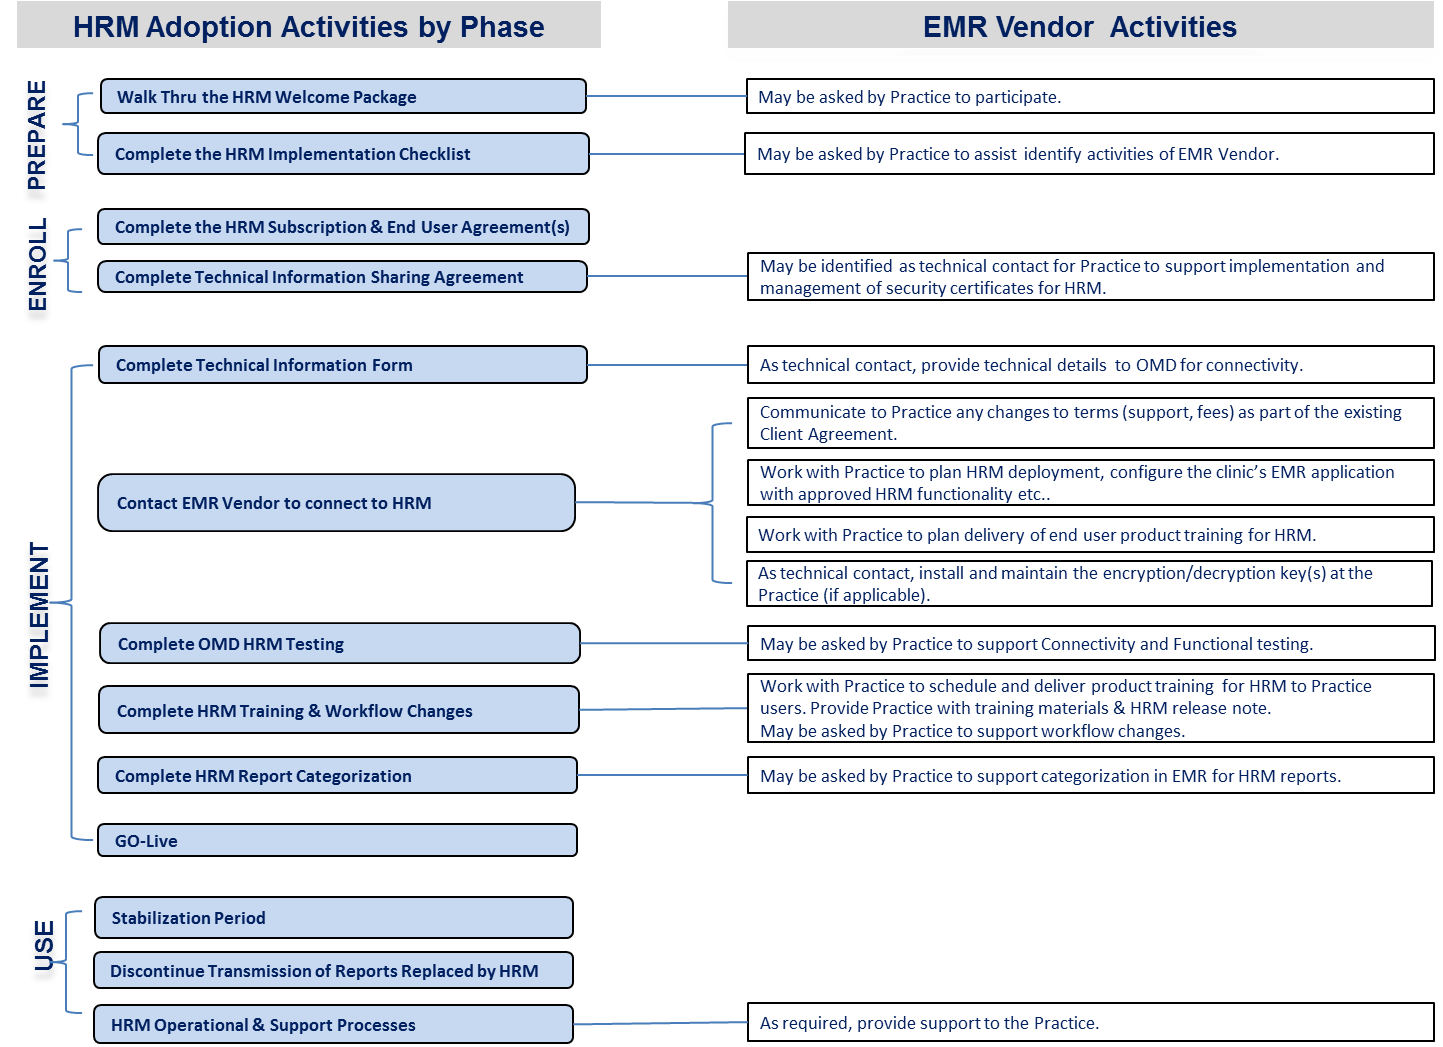 HRM Adoption Activities by Phase
EMR Vendor Activities
PREPARE
Walk Thru the HRM Welcome Package
May be asked by Practice to participate.
Complete the HRM Implementation Checklist
May be asked by Practice to assist identify activities of EMR Vendor.
ENROLL
Complete the HRM Subscription & End User Agreement(s)
Complete Technical Information Sharing Agreement
May be identified as technical contact for Practice to support implementation and
management of security certificates for HRM.
IMPLEMENT
Complete Technical Information Form
As technical contact, provide technical details to OMD for connectivity.
Contact EMR Vendor to connect to HRM
Communicate to Practice any changes to terms (support, fees) as part of the existing
Client Agreement.
Work with Practice to plan HRM deployment, configure the clinic's EMR application
with approved HRM functionality etc..
Work with Practice to plan delivery of end user product training for HRM.
As technical contact, install and maintain the encryption/decryption key(s) at the
Practice (if applicable).
Complete OMD HRM Testing
May be asked by Practice to support Connectivity and Functional testing.
Complete HRM Training & Workflow Changes
Work with Practice to schedule and deliver product training for HRM to Practice
users. Provide Practice with training materials & HRM release note.
May be asked by Practice to support workflow changes.
Complete HRM Report Categorization
May be asked by Practice to support categorization in EMR for HRM reports.
GO-Live
USE
Stabilization Period
Discontinue Transmission of Reports Replaced by HRM
HRM Operational & Support Processes
As required, provide support to the Practice.